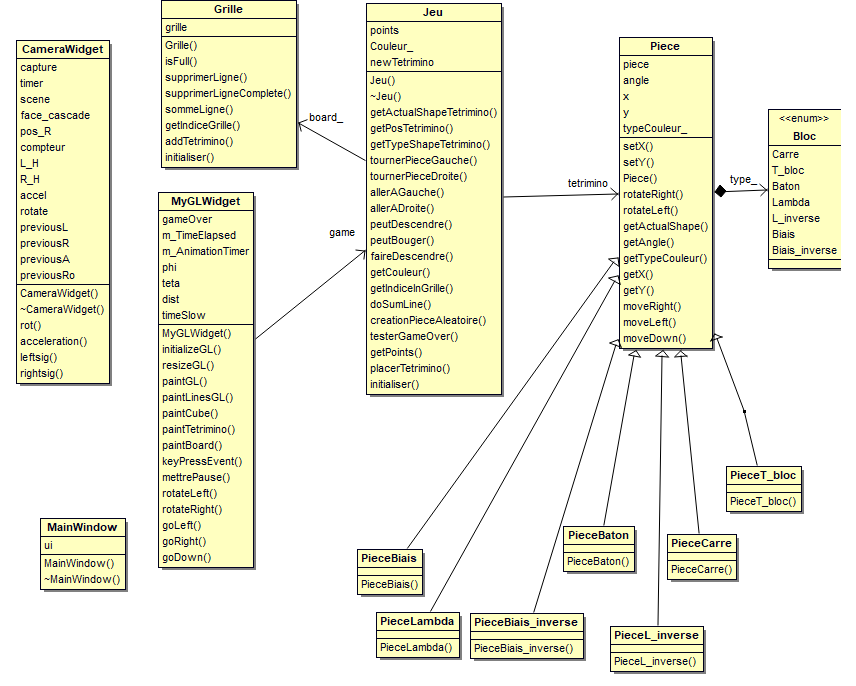 CameraWidget
capture
timer
scene
face_cascade
pos_R
compteur
L_H
R_H
accel
rotate
previousL
previousR
previousA
previousRo
CameraWidget()
~CameraWidget()
rot()
acceleration()
leftsig()
rightsig()
Grille
grille
Grille()
isFull()
supprimerLigne()
supprimerLigneComplete()
sommeLigne()
getIndiceGrille()
addTetrimino()
initialiser()
board_
MyGLWidget
gameOver
m_TimeElapsed
m_AnimationTimer
phi
teta
dist
timeSlow
MyGLWidget()
initializeGL()
resizeGL()
paintGL()
paintLinesGL()
paintCube()
paintTetrimino()
paintBoard()
keyPressEvent()
mettrePause()
rotateLeft()
rotateRight()
goLeft()
goRight()
goDown()
game
Jeu
points
Couleur_
newTetrimino
Jeu()
~Jeu()
getActualShapeTetrimino()
getPosTetrimino()
getTypeShapeTetrimino()
tournerPieceGauche()
tournerPieceDroite()
allerAGauche()
allerADroite()
peutDescendre()
peutBouger()
faireDescendre()
getCouleur()
getIndiceInGrille()
doSumLine()
creationPieceAleatoire()
testerGameOver()
getPoints()
placerTetrimino()
initialiser()
tetrimino
Piece
piece
angle
x
y
typeCouleur_
setX()
setY()
Piece()
rotateRight()
rotateLeft()
getActualShape()
getAngle()
getTypeCouleur()
getX()
getY()
moveRight()
moveLeft()
moveDown()
type_
<<enum>>
Bloc
Carre
T_bloc
Baton
Lambda
L_inverse
Biais
Biais_inverse
MainWindow
ui
MainWindow()
~MainWindow()
PieceBiais
PieceBiais()
PieceLambda
PieceLambda()
PieceBiais_inverse
PieceBiais_inverse()
PieceBaton
PieceBaton()
PieceL_inverse
PieceL_inverse()
PieceCarre
PieceCarre()
PieceT_bloc
PieceT_bloc()